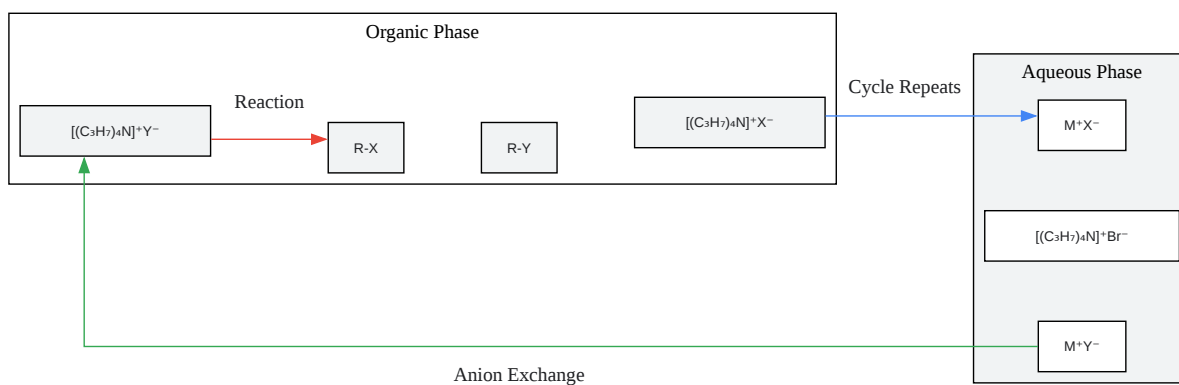 Organic Phase
Aqueous Phase
Cycle Repeats
Reaction
[(C₃H₇)₄N]⁺Y⁻
R-X
R-Y
[(C₃H₇)₄N]⁺X⁻
M⁺X⁻
[(C₃H₇)₄N]⁺Br⁻
M⁺Y⁻
Anion Exchange